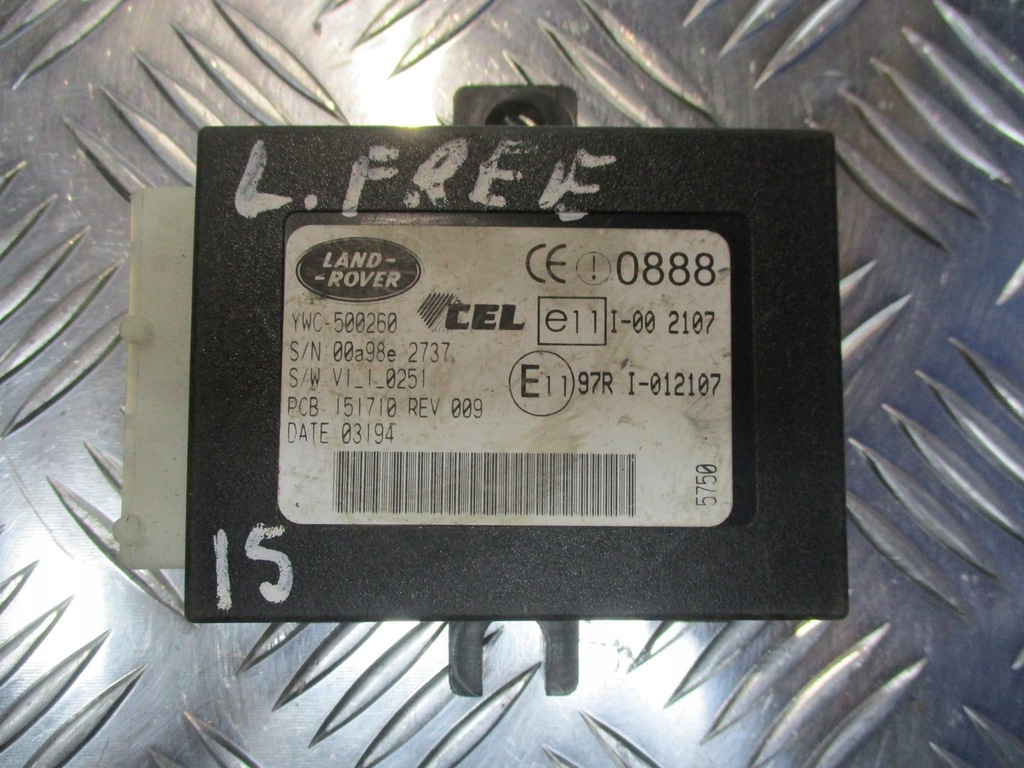 L.FREE
LAND-
-ROVER
CE ! 0888
YWC-500260
CEL
e11 I-00 2107
S/N 00a98e 2737
S/W V1_1_0251
E11 97R I-012107
PCB 151710 REV 009
DATE 03194
5750
15